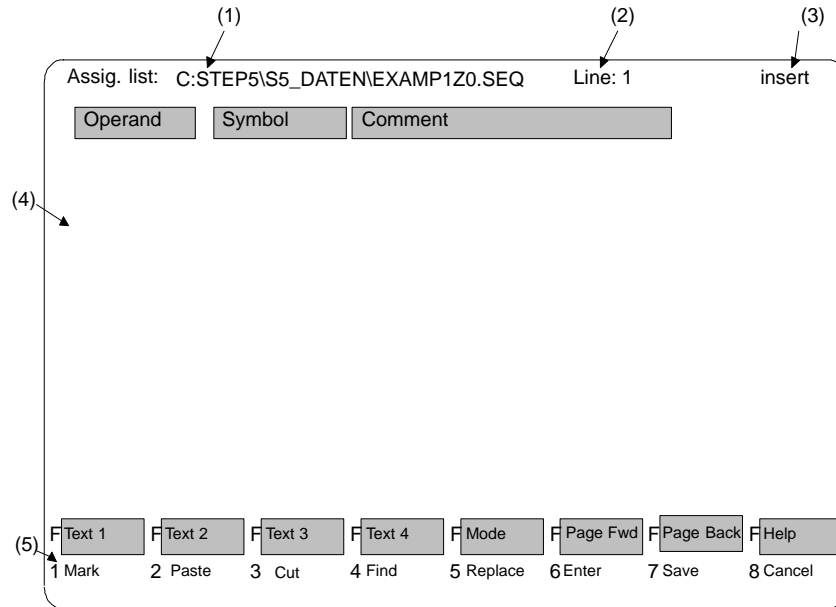 (1) (2) (3)
Assig. list: C:STEP5\S5_DATEN\EXAMP1Z0.SEQ Line: 1 insert
Operand Symbol Comment
(4)
F Text 1 F Text 2 F Text 3 F Text 4 F Mode F Page Fwd F Page Back F Help
(5)
1 Mark 2 Paste 3 Cut 4 Find 5 Replace 6 Enter 7 Save 8 Cancel